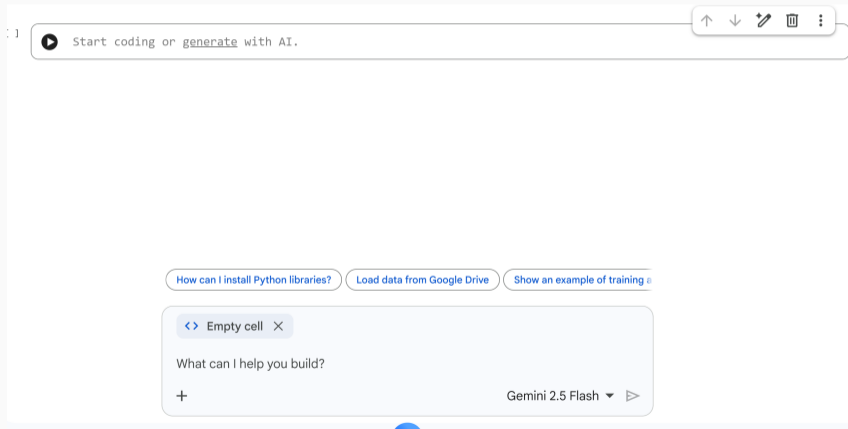 [ ]
Start coding or generate with AI.
How can I install Python libraries?
Load data from Google Drive
Show an example of training
<> Empty cell
What can I help you build?
Gemini 2.5 Flash